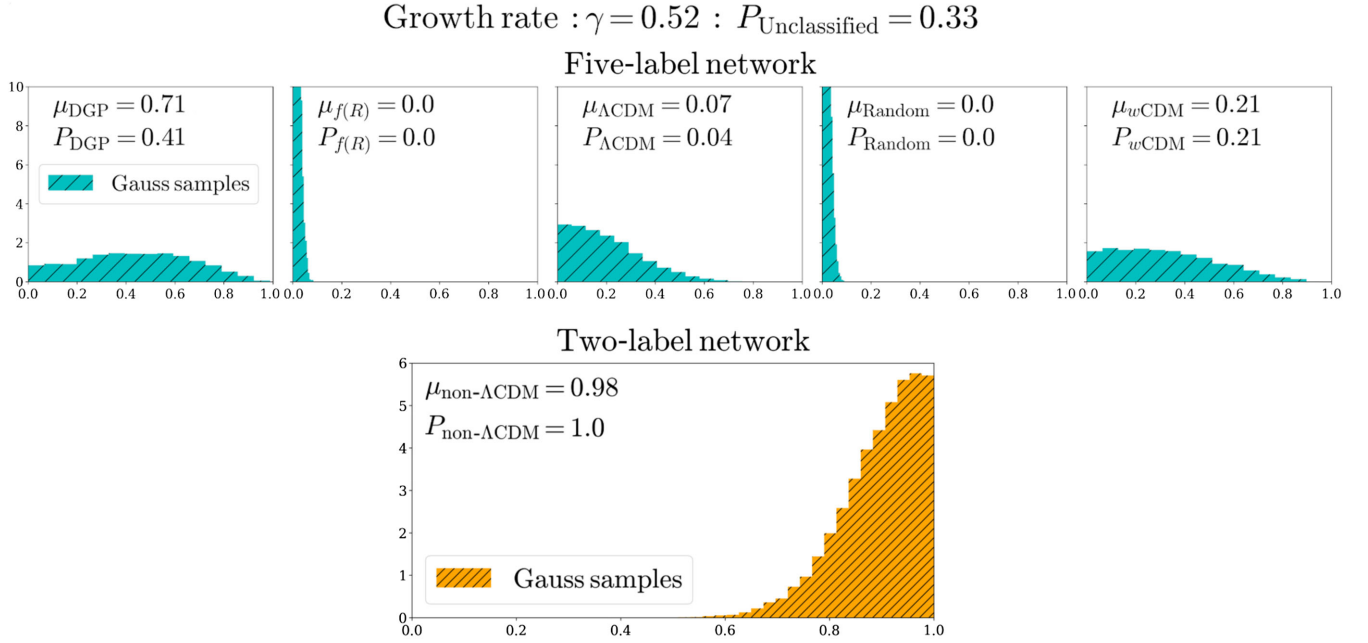 Growth rate : γ = 0.52 : P_Unclassified = 0.33
Five-label network
μ_DGP = 0.71
P_DGP = 0.41
Gauss samples
10
8
6
4
2
0
0.0 0.2 0.4 0.6 0.8 1.0
μ_f(R) = 0.0
P_f(R) = 0.0
0.2 0.4 0.6 0.8 1.0
μ_ΛCDM = 0.07
P_ΛCDM = 0.04
0.0 0.2 0.4 0.6 0.8 1.0
μ_Random = 0.0
P_Random = 0.0
0.0 0.2 0.4 0.6 0.8 1.0
μ_wCDM = 0.21
P_wCDM = 0.21
0.0 0.2 0.4 0.6 0.8 1.0
Two-label network
μ_non-ΛCDM = 0.98
P_non-ΛCDM = 1.0
Gauss samples
6
5
4
3
2
1
0
0.0 0.2 0.4 0.6 0.8 1.0